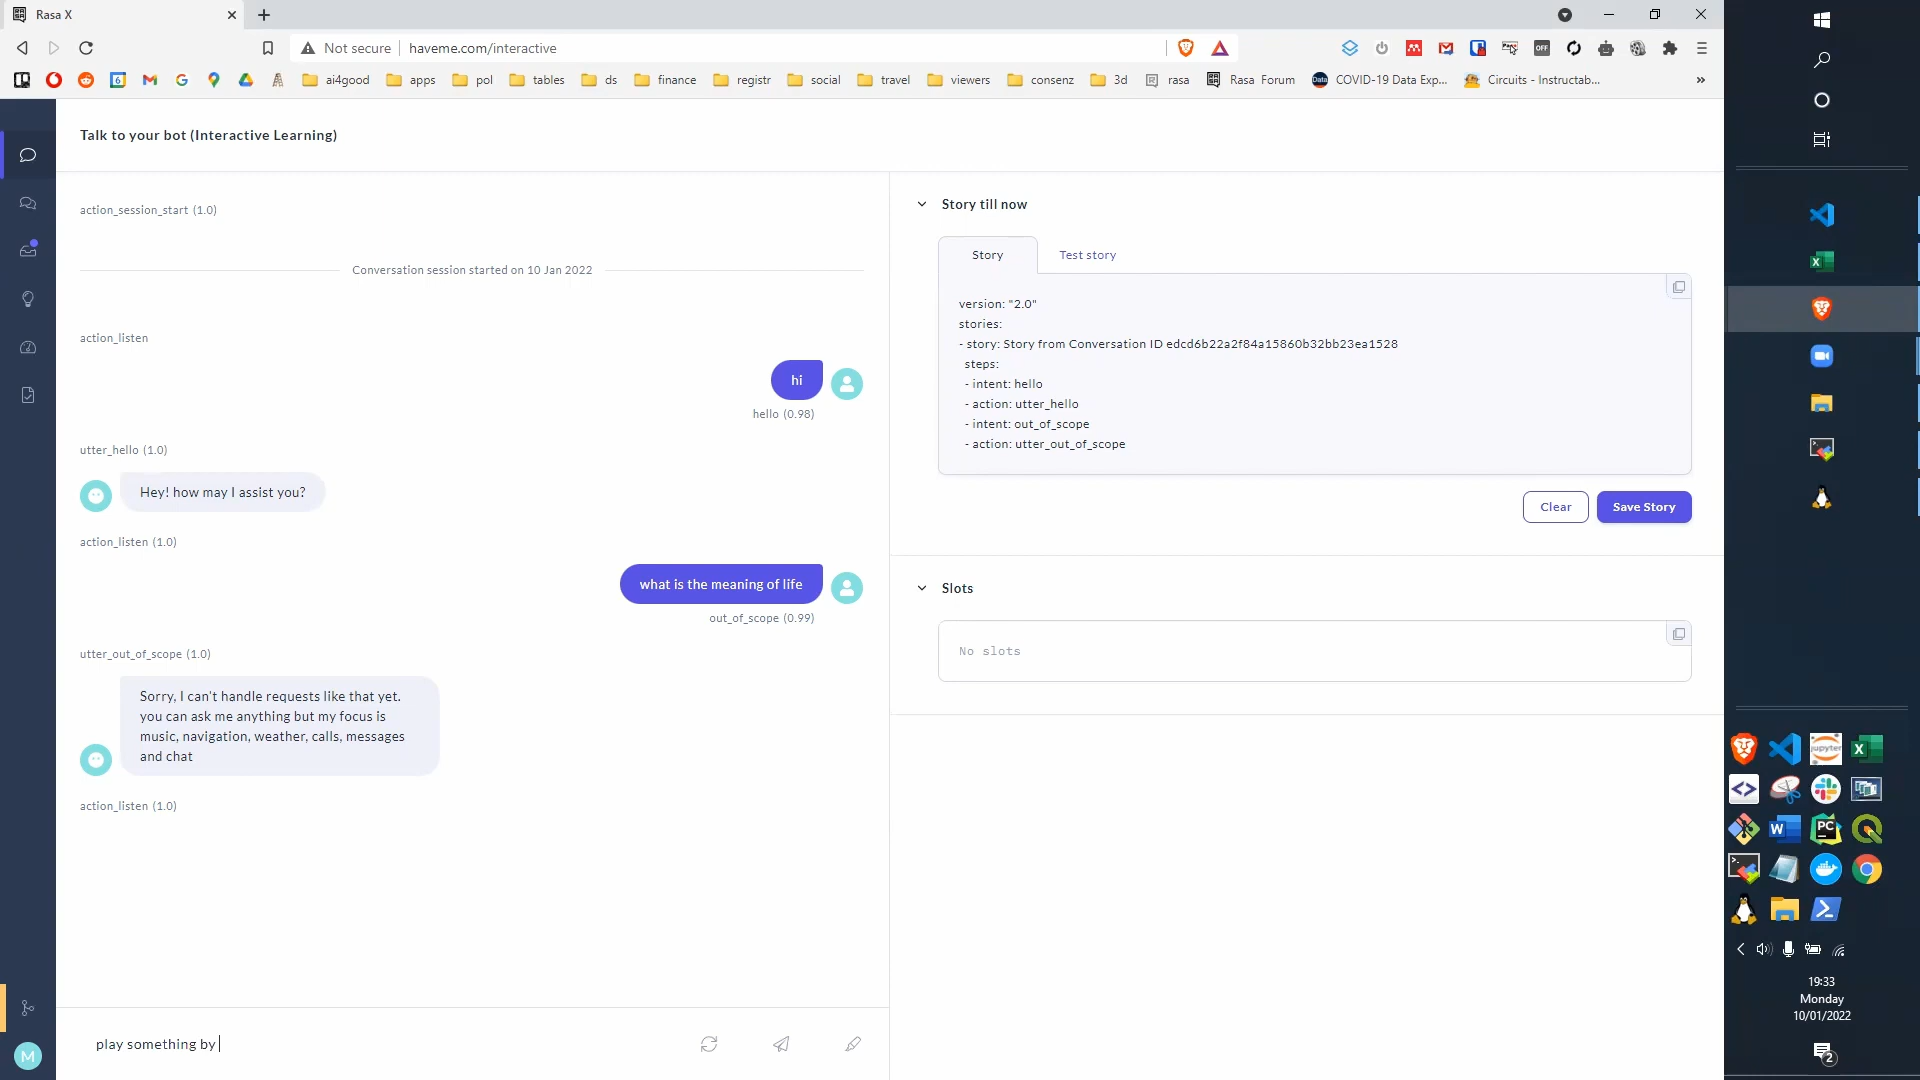 Rasa X
Not secure
haveme.com/interactive
ai4good
apps
pol
tables
ds
finance
registr
social
travel
viewers
consenz
3d
rasa
Rasa Forum
COVID-19 Data Exp...
Circuits - Instructab...
»
Talk to your bot (Interactive Learning)
action_session_start (1.0)
Conversation session started on 10 Jan 2022
action_listen
hi
hello (0.98)
utter_hello (1.0)
Hey! how may I assist you?
action_listen (1.0)
what is the meaning of life
out_of_scope (0.99)
utter_out_of_scope (1.0)
Sorry, I can't handle requests like that yet.
you can ask me anything but my focus is
music, navigation, weather, calls, messages
and chat
action_listen (1.0)
play something by
M
Story till now
Story
Test story
version: "2.0"
stories:
- story: Story from Conversation ID edcd6b22a2f84a15860b32bb23ea1528
steps:
- intent: hello
- action: utter_hello
- intent: out_of_scope
- action: utter_out_of_scope
Clear
Save Story
Slots
No slots
jupyter
PC
19:33
Monday
10/01/2022
2